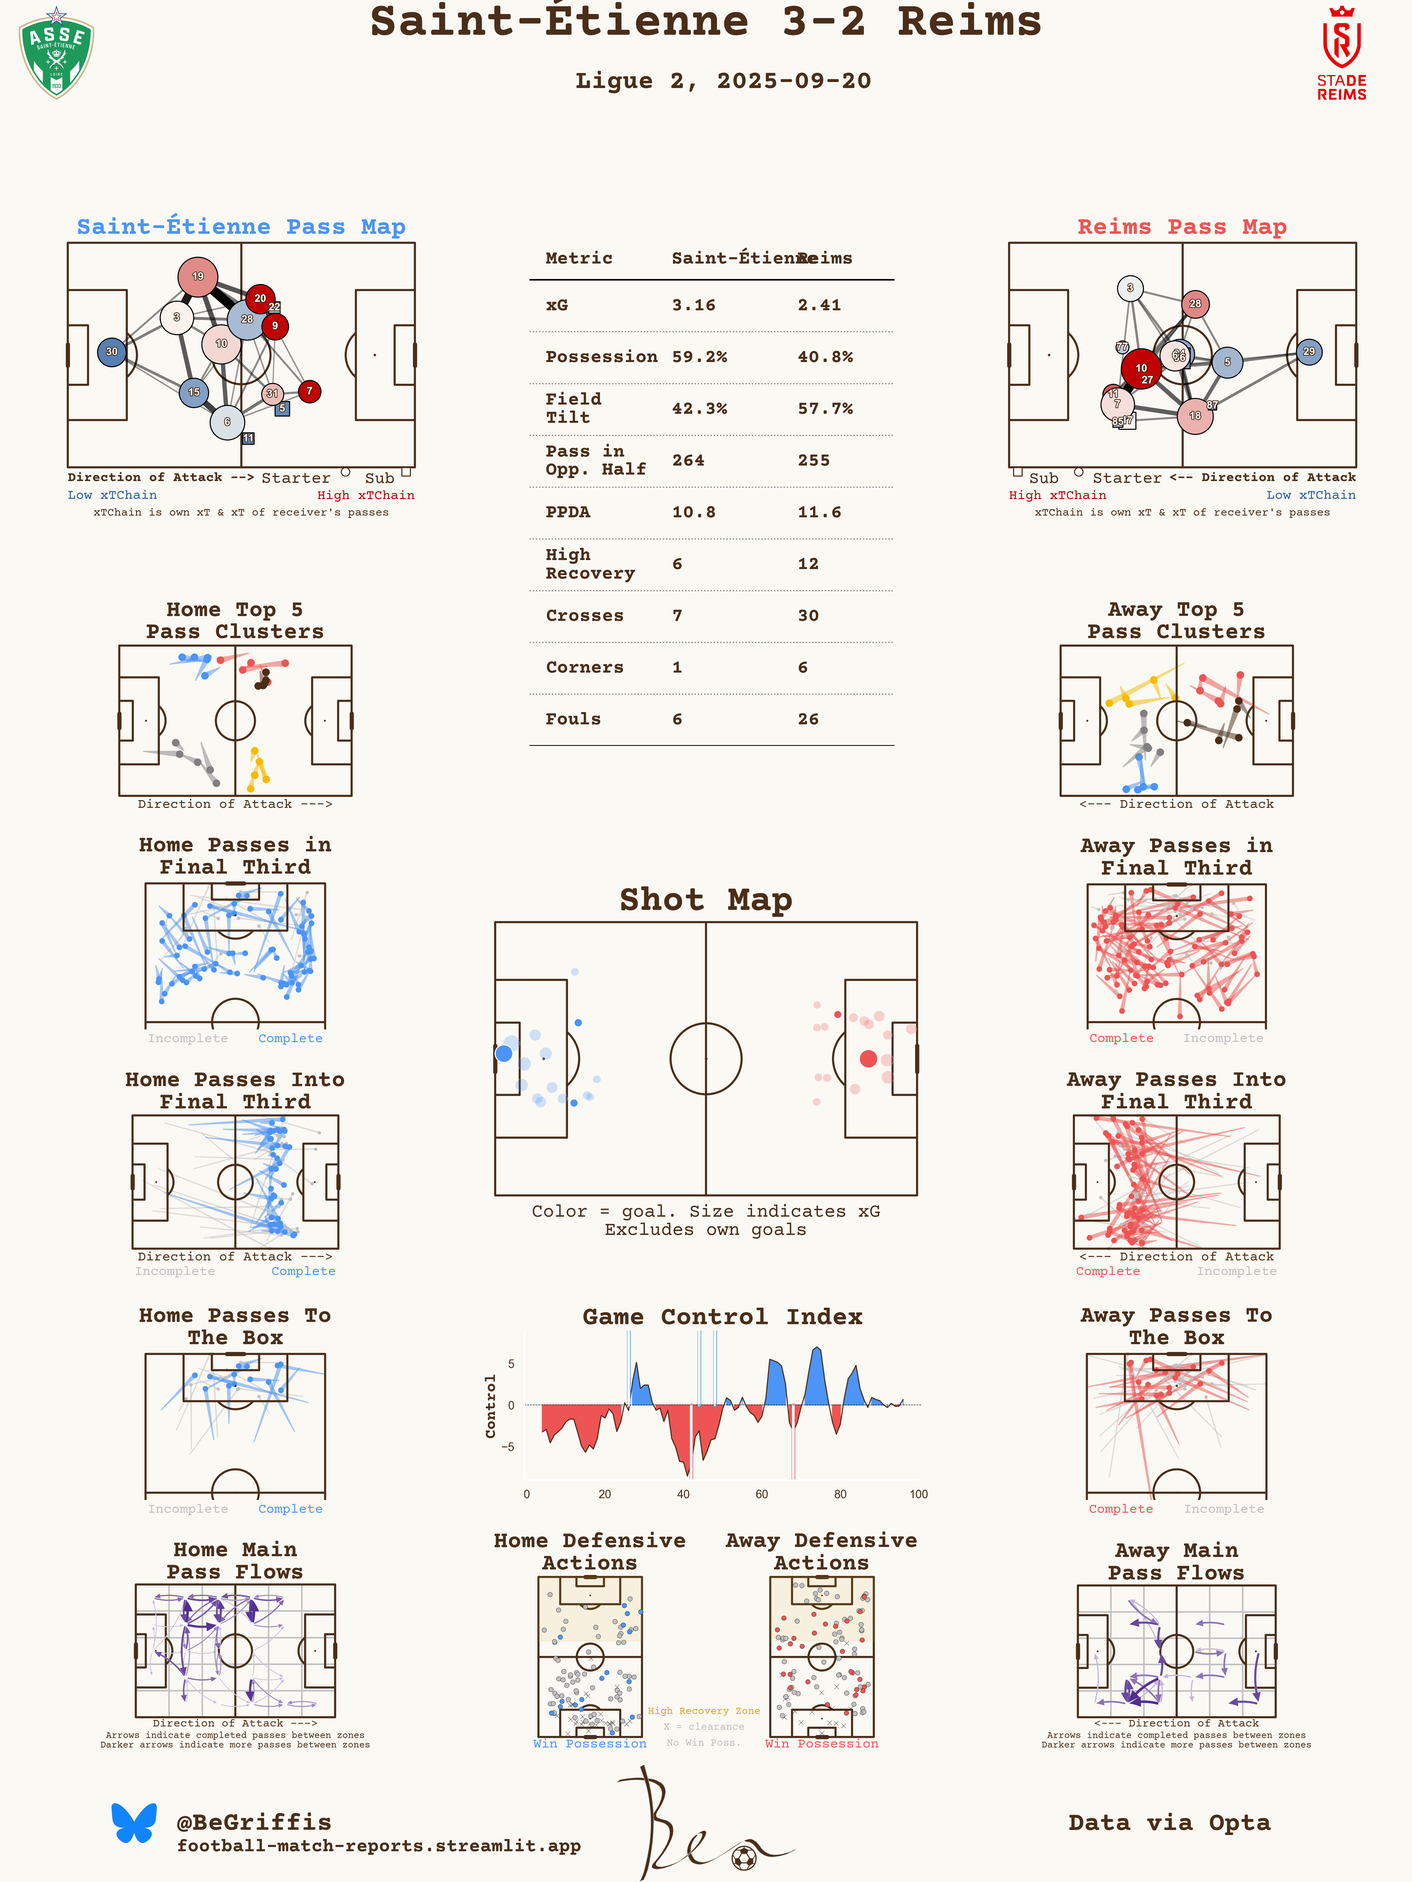 Saint-Étienne 3-2 Reims
Ligue 2, 2025-09-20
ASSE
SAINT-ÉTIENNE
LOIRE
1933
STADE
REIMS
Saint-Étienne Pass Map
19
20
22
3
28
9
10
30
15
31
7
5
6
11
Direction of Attack --> Starter Sub
Low xTChain High xTChain
xTChain is own xT & xT of receiver's passes
Metric Saint-Étienne Reims
xG 3.16 2.41
Possession 59.2% 40.8%
Field
Tilt 42.3% 57.7%
Pass in
Opp. Half 264 255
PPDA 10.8 11.6
High
Recovery 6 12
Crosses 7 30
Corners 1 6
Fouls 6 26
Reims Pass Map
3
28
77
5
29
10
27
11
7
87
18
85
Sub Starter <-- Direction of Attack
High xTChain Low xTChain
xTChain is own xT & xT of receiver's passes
Home Top 5
Pass Clusters
Direction of Attack --->
Away Top 5
Pass Clusters
<--- Direction of Attack
Home Passes in
Final Third
Incomplete Complete
Away Passes in
Final Third
Complete Incomplete
Shot Map
Color = goal. Size indicates xG
Excludes own goals
Home Passes Into
Final Third
Direction of Attack --->
Incomplete Complete
Away Passes Into
Final Third
<--- Direction of Attack
Complete Incomplete
Home Passes To
The Box
Incomplete Complete
Game Control Index
Control
5
0
−5
0 20 40 60 80 100
Away Passes To
The Box
Complete Incomplete
Home Main
Pass Flows
Direction of Attack --->
Arrows indicate completed passes between zones
Darker arrows indicate more passes between zones
Home Defensive
Actions
Win Possession
Away Defensive
Actions
Win Possession
High Recovery Zone
X = clearance
No Win Poss.
Away Main
Pass Flows
<--- Direction of Attack
Arrows indicate completed passes between zones
Darker arrows indicate more passes between zones
@BeGriffis
football-match-reports.streamlit.app
Ben
Data via Opta